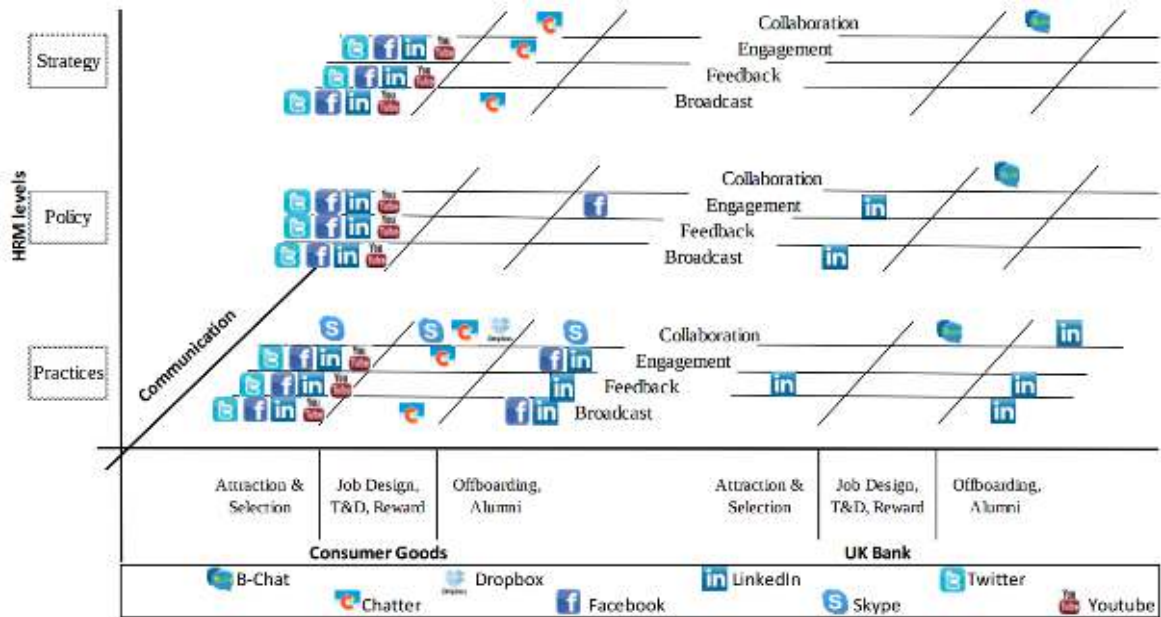 Collaboration
Engagement
Feedback
Broadcast
Strategy
HRM levels
Collaboration
Engagement
Feedback
Broadcast
Policy
Communication
Collaboration
Engagement
Feedback
Broadcast
Practices
Attraction &
Selection
Job Design,
T&D, Reward
Offboarding,
Alumni
Attraction &
Selection
Job Design,
T&D, Reward
Offboarding,
Alumni
Consumer Goods
UK Bank
B-Chat
Dropbox
LinkedIn
Twitter
Chatter
Facebook
Skype
Youtube